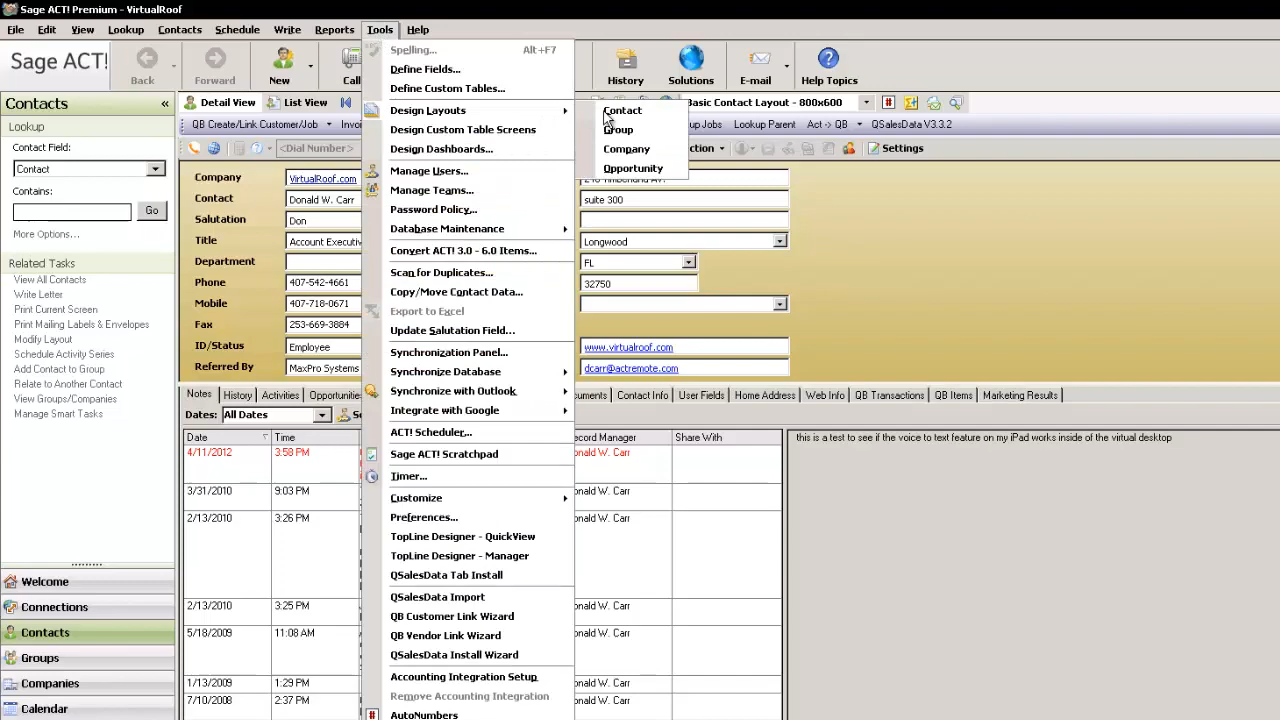 Sage ACT! Premium - VirtualRoof
File Edit View Lookup Contacts Schedule Write Reports Tools Help
Sage ACT! Back Forward New Call History Solutions E-mail Help Topics
Contacts «
Lookup
Contact Field:
Contact
Contains:
Go
More Options...
Related Tasks
View All Contacts
Write Letter
Print Current Screen
Print Mailing Labels & Envelopes
Modify Layout
Schedule Activity Series
Add Contact to Group
Relate to Another Contact
View Groups/Companies
Manage Smart Tasks
Welcome
Connections
Contacts
Groups
Companies
Calendar
Detail View List View
Basic Contact Layout - 800x600
QB Create/Link Customer/Job
Jobs Lookup Parent Act -> QB QSalesData V3.3.2
<Dial Number>
Settings
Company VirtualRoof.com
Contact Donald W. Carr
Salutation Don
Title Account Executiv
Department
Phone 407-542-4661
Mobile 407-718-0671
Fax 253-669-3884
ID/Status Employee
Referred By MaxPro Systems
suite 300
Longwood
FL
32750
www.virtualroof.com
dcarr@actremote.com
Spelling... Alt+F7
Define Fields...
Define Custom Tables...
Design Layouts
Design Custom Table Screens
Design Dashboards...
Manage Users...
Manage Teams...
Password Policy...
Database Maintenance
Convert ACT! 3.0 - 6.0 Items...
Scan for Duplicates...
Copy/Move Contact Data...
Export to Excel
Update Salutation Field...
Synchronization Panel...
Synchronize Database
Synchronize with Outlook
Integrate with Google
ACT! Scheduler...
Sage ACT! Scratchpad
Timer...
Customize
Preferences...
TopLine Designer - QuickView
TopLine Designer - Manager
QSalesData Tab Install
QSalesData Import
QB Customer Link Wizard
QB Vendor Link Wizard
QSalesData Install Wizard
Accounting Integration Setup
Remove Accounting Integration
AutoNumbers
Contact
Group
Company
Opportunity
Notes History Activities Opportunities Contact Info User Fields Home Address Web Info QB Transactions QB Items Marketing Results
Dates: All Dates
Date Time Record Manager Share With
4/11/2012 3:58 PM Donald W. Carr
3/31/2010 9:03 PM Donald W. Carr
2/13/2010 3:26 PM Donald W. Carr
2/13/2010 3:25 PM Donald W. Carr
5/18/2009 11:08 AM Donald W. Carr
1/13/2009 1:29 PM Donald W. Carr
7/10/2008 2:37 PM Donald W. Carr
this is a test to see if the voice to text feature on my iPad works inside of the virtual desktop